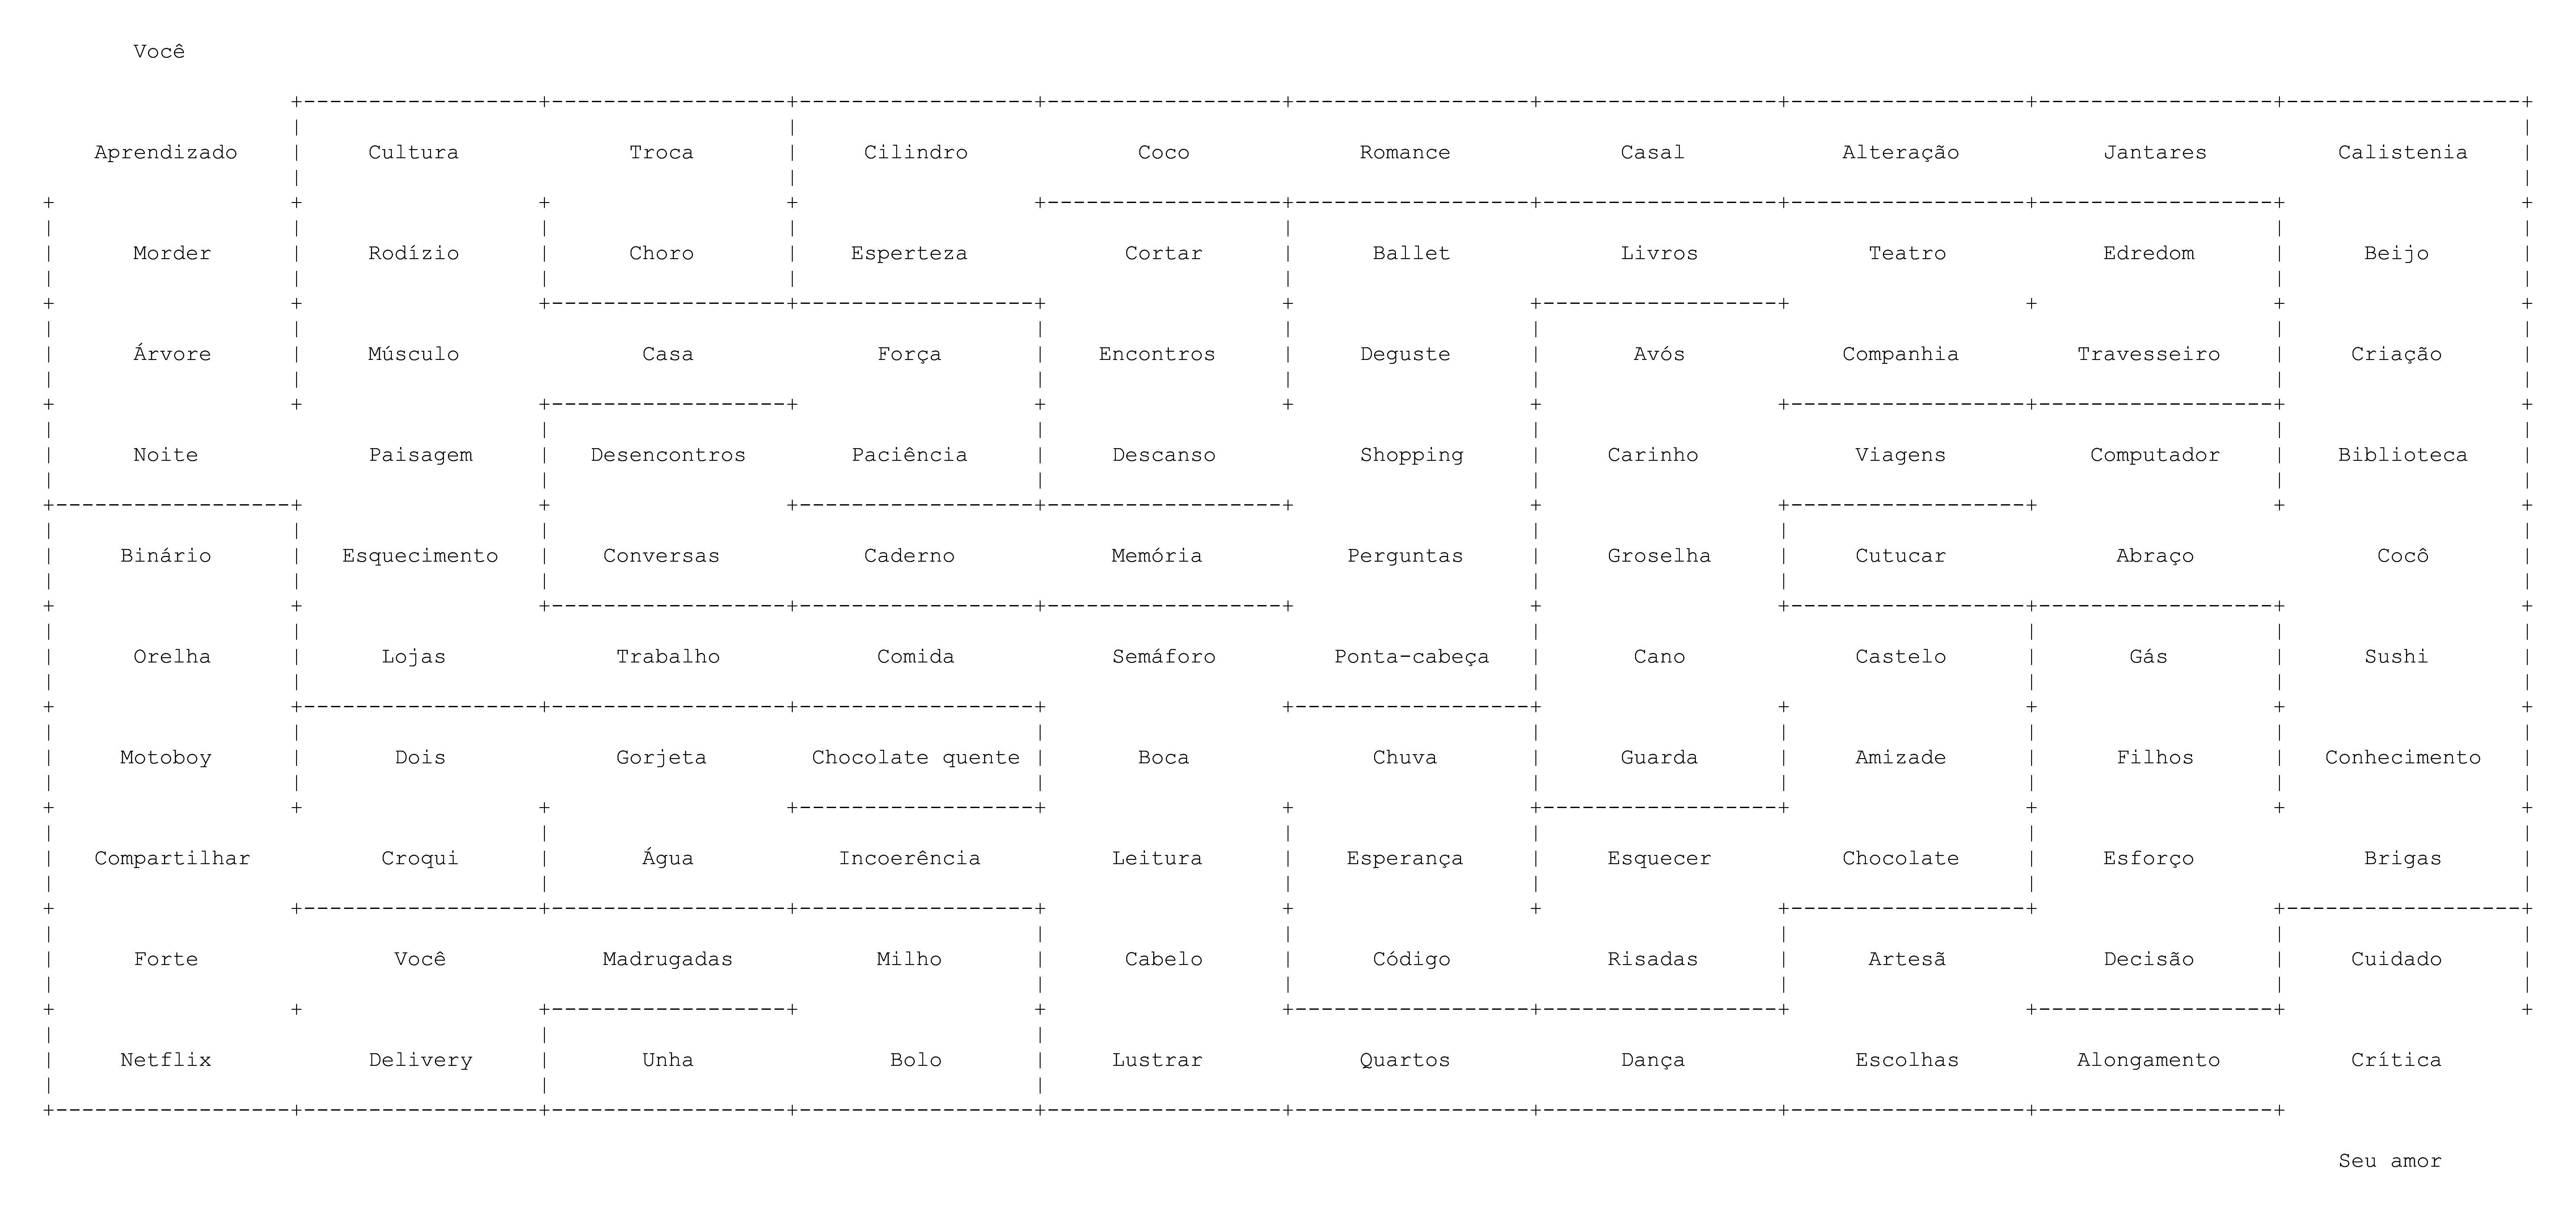 Você
Aprendizado Cultura Troca Cilindro Coco Romance Casal Alteração Jantares Calistenia
Morder Rodízio Choro Esperteza Cortar Ballet Livros Teatro Edredom Beijo
Árvore Músculo Casa Força Encontros Deguste Avós Companhia Travesseiro Criação
Noite Paisagem Desencontros Paciência Descanso Shopping Carinho Viagens Computador Biblioteca
Binário Esquecimento Conversas Caderno Memória Perguntas Groselha Cutucar Abraço Cocô
Orelha Lojas Trabalho Comida Semáforo Ponta-cabeça Cano Castelo Gás Sushi
Motoboy Dois Gorjeta Chocolate quente Boca Chuva Guarda Amizade Filhos Conhecimento
Compartilhar Croqui Água Incoerência Leitura Esperança Esquecer Chocolate Esforço Brigas
Forte Você Madrugadas Milho Cabelo Código Risadas Artesã Decisão Cuidado
Netflix Delivery Unha Bolo Lustrar Quartos Dança Escolhas Alongamento Crítica
Seu amor